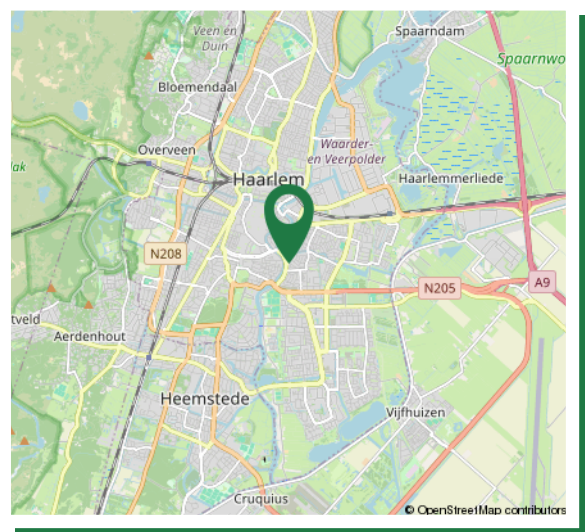 Veen en
Duin
Spaarndam
Spaarnwo
Bloemendaal
Overveen
Waarder-
en Veerpolder
lak
Haarlem
Haarlemmerliede
N208
N205
A9
tveld
Aerdenhout
Heemstede
Vijfhuizen
Cruquius
© OpenStreetMap contributors